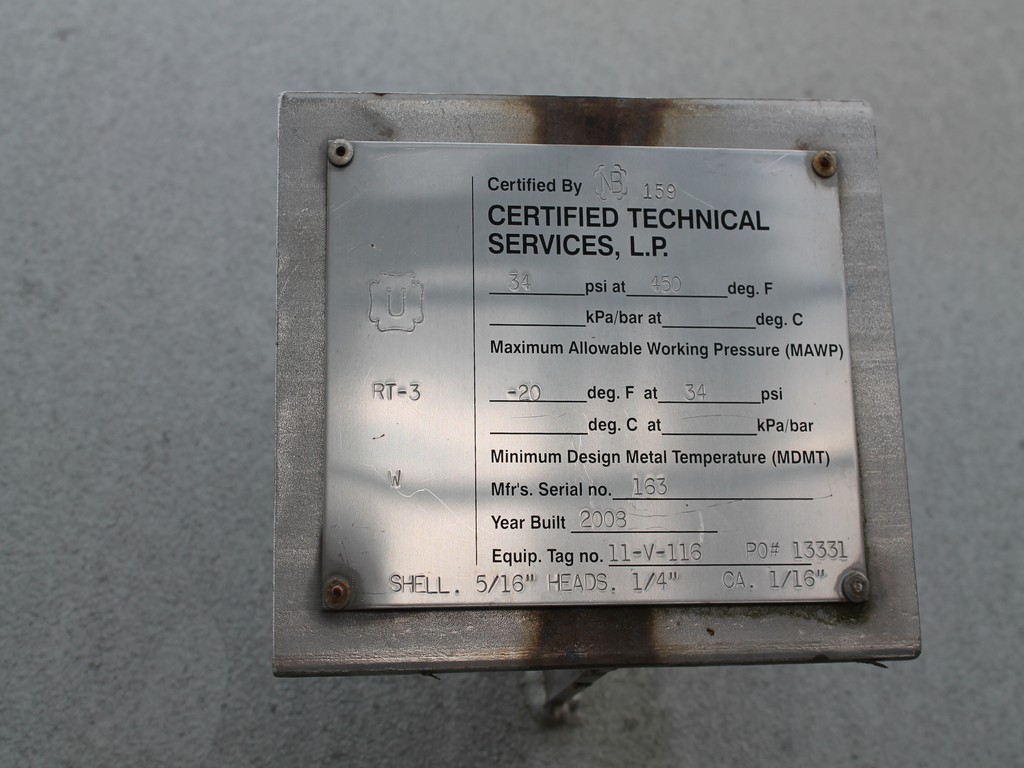 U
RT-3
W
Certified By NB 159
CERTIFIED TECHNICAL
SERVICES, L.P.
34 psi at 450 deg. F
kPa/bar at deg. C
Maximum Allowable Working Pressure (MAWP)
-20 deg. F at 34 psi
deg. C at kPa/bar
Minimum Design Metal Temperature (MDMT)
Mfr's. Serial no. 163
Year Built 2008
Equip. Tag no. 11-V-116 PO# 13331
SHELL. 5/16" HEADS. 1/4" CA. 1/16"